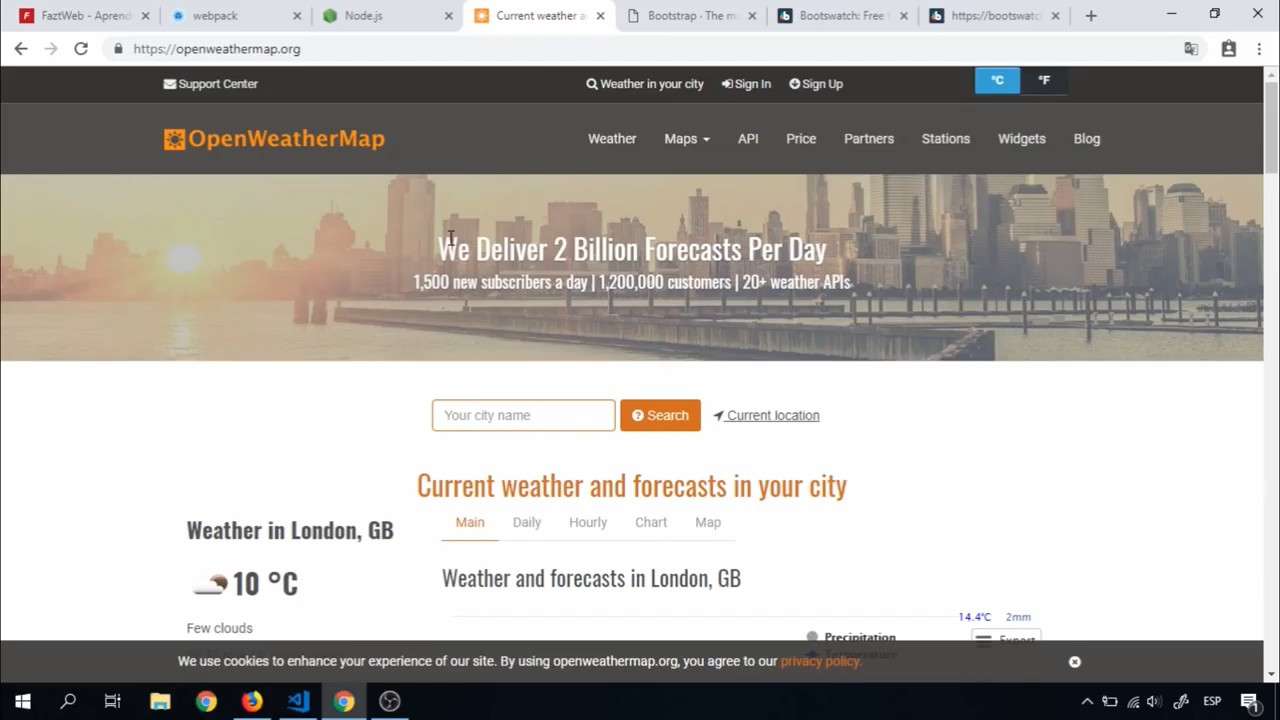 FaztWeb - Aprend
webpack
Node.js
Current weather a
Bootstrap · The m
Bootswatch: Free
https://bootswatc
https://openweathermap.org
Support Center
Weather in your city
Sign In
Sign Up
°C
°F
OpenWeatherMap
Weather
Maps
API
Price
Partners
Stations
Widgets
Blog
We Deliver 2 Billion Forecasts Per Day
1,500 new subscribers a day | 1,200,000 customers | 20+ weather APIs
Your city name
Search
Current location
Current weather and forecasts in your city
Main
Daily
Hourly
Chart
Map
Weather in London, GB
10 °C
Few clouds
Weather and forecasts in London, GB
14.4°C
2mm
Precipitation
Temperature
Export
We use cookies to enhance your experience of our site. By using openweathermap.org, you agree to our privacy policy.
ESP
1